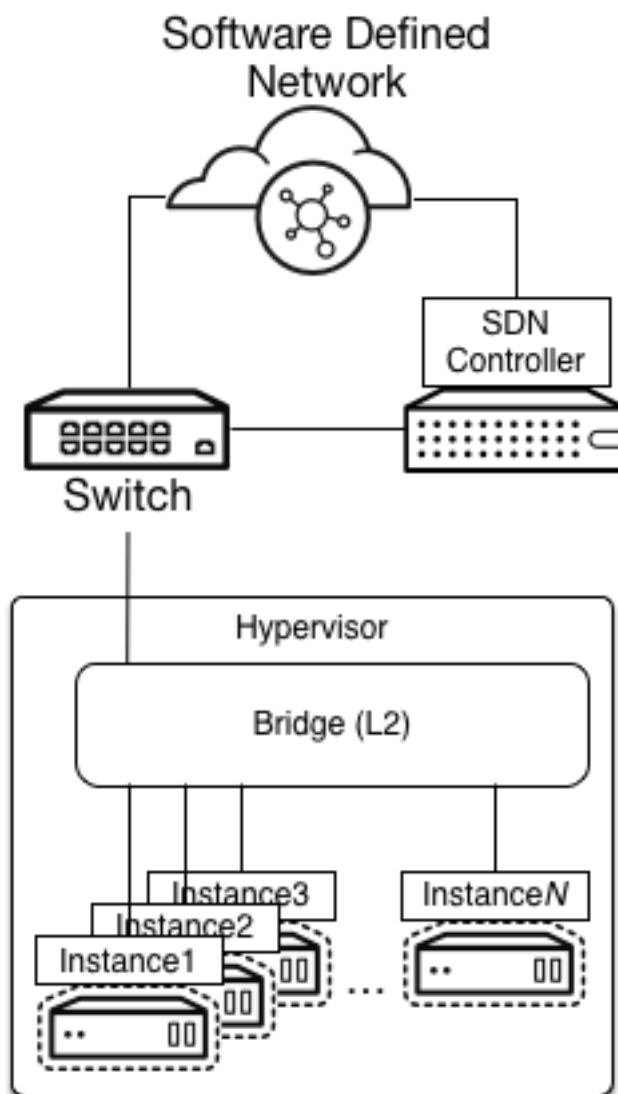 Software Defined
Network
SDN
Controller
Switch
Hypervisor
Bridge (L2)
Instance3
InstanceN
Instance2
Instance1
...